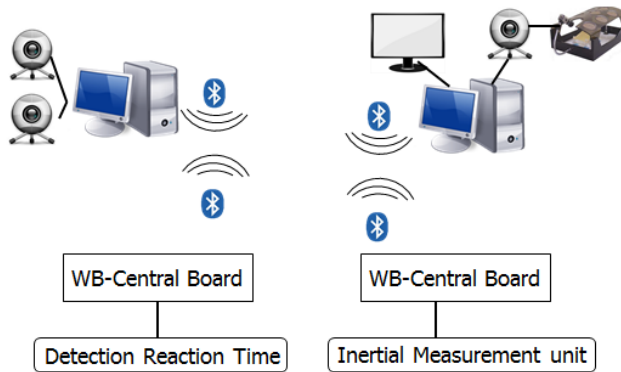 WB-Central Board
WB-Central Board
Detection Reaction Time
Inertial Measurement unit